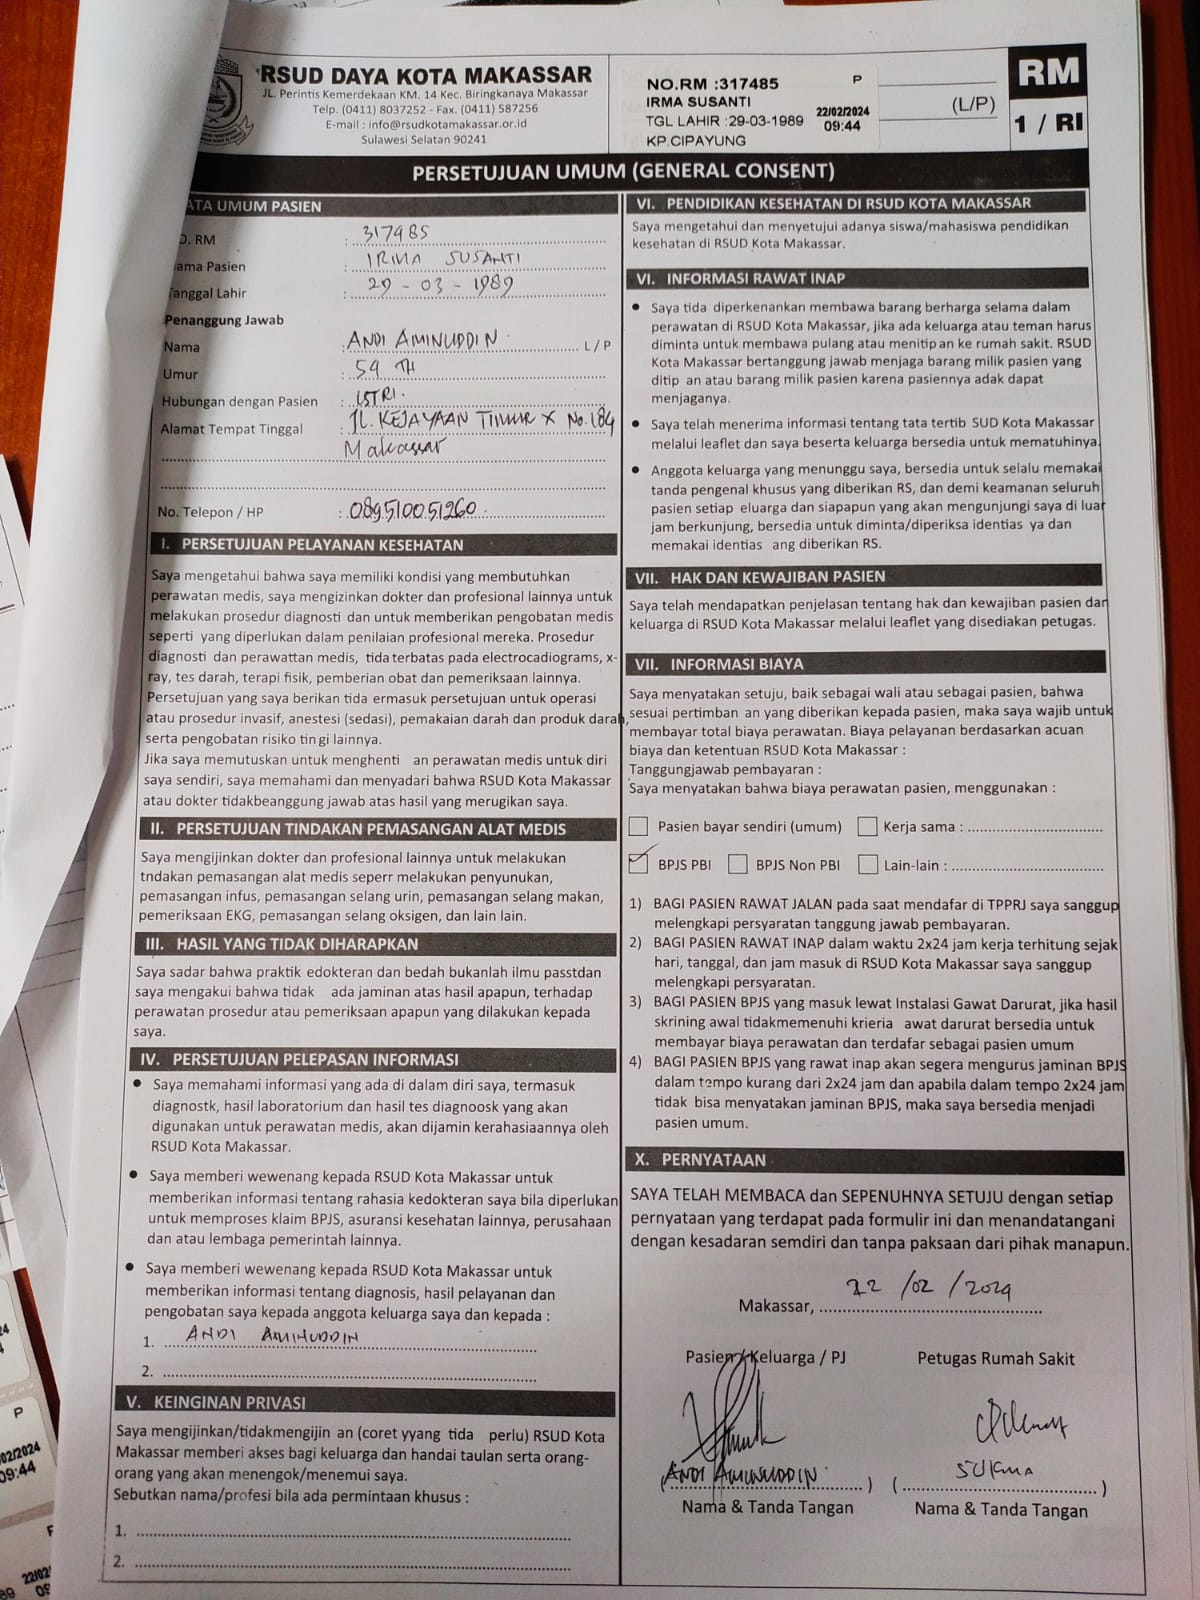 RSUD DAYA KOTA MAKASSAR
JL. Perintis Kemerdekaan KM. 14 Kec. Biringkanaya Makassar
Telp. (0411) 8037252 - Fax. (0411) 587256
E-mail : info@rsudkotamakassar.or.id
Sulawesi Selatan 90241
NO.RM :317485 P
IRMA SUSANTI
TGL LAHIR :29-03-1989 22/02/2024
KP.CIPAYUNG 09:44
(L/P)
RM
1 / RI
PERSETUJUAN UMUM (GENERAL CONSENT)
ATA UMUM PASIEN
O. RM : 317485
ama Pasien : IRMA SUSANTI
Tanggal Lahir : 29 - 03 - 1989
Penanggung Jawab
Nama : ANDI AMINUDDIN L / P
Umur : 59 TH
Hubungan dengan Pasien : ISTRI.
Alamat Tempat Tinggal : JL. KEJAYAAN TIMUR X No.184
Makassar
No. Telepon / HP : 089510051260
I. PERSETUJUAN PELAYANAN KESEHATAN
Saya mengetahui bahwa saya memiliki kondisi yang membutuhkan
perawatan medis, saya mengizinkan dokter dan profesional lainnya untuk
melakukan prosedur diagnosti dan untuk memberikan pengobatan medis
seperti yang diperlukan dalam penilaian profesional mereka. Prosedur
diagnosti dan perawattan medis, tida terbatas pada electrocadiograms, x-
ray, tes darah, terapi fisik, pemberian obat dan pemeriksaan lainnya.
Persetujuan yang saya berikan tida ermasuk persetujuan untuk operasi
atau prosedur invasif, anestesi (sedasi), pemakaian darah dan produk darah,
serta pengobatan risiko tin gi lainnya.
Jika saya memutuskan untuk menghenti an perawatan medis untuk diri
saya sendiri, saya memahami dan menyadari bahwa RSUD Kota Makassar
atau dokter tidakbeanggung jawab atas hasil yang merugikan saya.
II. PERSETUJUAN TINDAKAN PEMASANGAN ALAT MEDIS
Saya mengijinkan dokter dan profesional lainnya untuk melakukan
tndakan pemasangan alat medis seperr melakukan penyunukan,
pemasangan infus, pemasangan selang urin, pemasangan selang makan,
pemeriksaan EKG, pemasangan selang oksigen, dan lain lain.
III. HASIL YANG TIDAK DIHARAPKAN
Saya sadar bahwa praktik edokteran dan bedah bukanlah ilmu passtdan
saya mengakui bahwa tidak ada jaminan atas hasil apapun, terhadap
perawatan prosedur atau pemeriksaan apapun yang dilakukan kepada
saya.
IV. PERSETUJUAN PELEPASAN INFORMASI
• Saya memahami informasi yang ada di dalam diri saya, termasuk
diagnostk, hasil laboratorium dan hasil tes diagnoosk yang akan
digunakan untuk perawatan medis, akan dijamin kerahasiaannya oleh
RSUD Kota Makassar.
• Saya memberi wewenang kepada RSUD Kota Makassar untuk
memberikan informasi tentang rahasia kedokteran saya bila diperlukan
untuk memproses klaim BPJS, asuransi kesehatan lainnya, perusahaan
dan atau lembaga pemerintah lainnya.
• Saya memberi wewenang kepada RSUD Kota Makassar untuk
memberikan informasi tentang diagnosis, hasil pelayanan dan
pengobatan saya kepada anggota keluarga saya dan kepada :
1. ANDI AMINUDDIN
2.
V. KEINGINAN PRIVASI
Saya mengijinkan/tidakmengijin an (coret yyang tida perlu) RSUD Kota
Makassar memberi akses bagi keluarga dan handai taulan serta orang-
orang yang akan menengok/menemui saya.
Sebutkan nama/profesi bila ada permintaan khusus :
1.
2.
VI. PENDIDIKAN KESEHATAN DI RSUD KOTA MAKASSAR
Saya mengetahui dan menyetujui adanya siswa/mahasiswa pendidikan
kesehatan di RSUD Kota Makassar.
VI. INFORMASI RAWAT INAP
• Saya tida diperkenankan membawa barang berharga selama dalam
perawatan di RSUD Kota Makassar, jika ada keluarga atau teman harus
diminta untuk membawa pulang atau menitipan ke rumah sakit. RSUD
Kota Makassar bertanggung jawab menjaga barang milik pasien yang
ditip an atau barang milik pasien karena pasiennya adak dapat
menjaganya.
• Saya telah menerima informasi tentang tata tertib SUD Kota Makassar
melalui leaflet dan saya beserta keluarga bersedia untuk mematuhinya.
• Anggota keluarga yang menunggu saya, bersedia untuk selalu memakai
tanda pengenal khusus yang diberikan RS, dan demi keamanan seluruh
pasien setiap eluarga dan siapapun yang akan mengunjungi saya di luar
jam berkunjung, bersedia untuk diminta/diperiksa identias ya dan
memakai identias ang diberikan RS.
VII. HAK DAN KEWAJIBAN PASIEN
Saya telah mendapatkan penjelasan tentang hak dan kewajiban pasien dan
keluarga di RSUD Kota Makassar melalui leaflet yang disediakan petugas.
VII. INFORMASI BIAYA
Saya menyatakan setuju, baik sebagai wali atau sebagai pasien, bahwa
sesuai pertimban an yang diberikan kepada pasien, maka saya wajib untuk
membayar total biaya perawatan. Biaya pelayanan berdasarkan acuan
biaya dan ketentuan RSUD Kota Makassar :
Tanggungjawab pembayaran :
Saya menyatakan bahwa biaya perawatan pasien, menggunakan :
Pasien bayar sendiri (umum) Kerja sama :
BPJS PBI BPJS Non PBI Lain-lain :
1) BAGI PASIEN RAWAT JALAN pada saat mendafar di TPPRJ saya sanggup
melengkapi persyaratan tanggung jawab pembayaran.
2) BAGI PASIEN RAWAT INAP dalam waktu 2x24 jam kerja terhitung sejak
hari, tanggal, dan jam masuk di RSUD Kota Makassar saya sanggup
melengkapi persyaratan.
3) BAGI PASIEN BPJS yang masuk lewat Instalasi Gawat Darurat, jika hasil
skrining awal tidakmemenuhi krieria awat darurat bersedia untuk
membayar biaya perawatan dan terdafar sebagai pasien umum
4) BAGI PASIEN BPJS yang rawat inap akan segera mengurus jaminan BPJS
dalam tempo kurang dari 2x24 jam dan apabila dalam tempo 2x24 jam
tidak bisa menyatakan jaminan BPJS, maka saya bersedia menjadi
pasien umum.
X. PERNYATAAN
SAYA TELAH MEMBACA dan SEPENUHNYA SETUJU dengan setiap
pernyataan yang terdapat pada formulir ini dan menandatangani
dengan kesadaran semdiri dan tanpa paksaan dari pihak manapun.
Makassar, 22 / 02 / 2024
Pasien / Keluarga / PJ Petugas Rumah Sakit
(ANDI AMINUDDIN) (SUKMA)
Nama & Tanda Tangan Nama & Tanda Tangan
P
02/2024
09:44
22/02